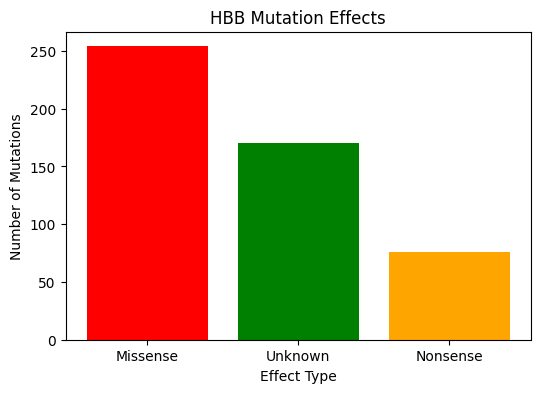 HBB Mutation Effects
Number of Mutations
250
200
150
100
50
0
Missense
Unknown
Nonsense
Effect Type